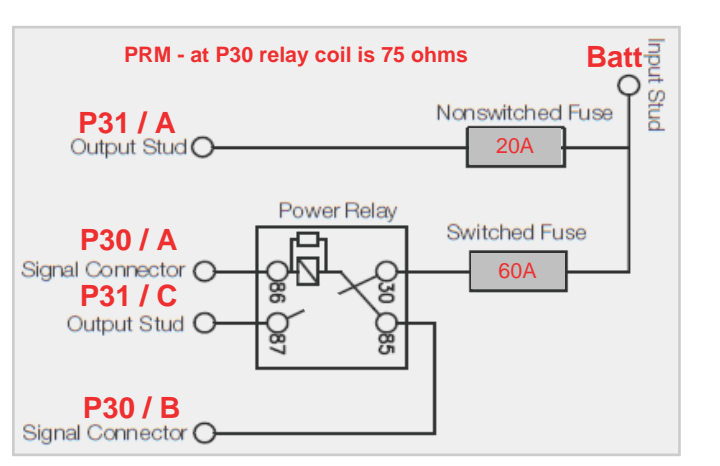 PRM - at P30 relay coil is 75 ohms
Batt
Input Stud
Nonswitched Fuse
P31 / A
Output Stud
20A
Power Relay
Switched Fuse
P30 / A
Signal Connector
86
30
60A
P31 / C
Output Stud
87
85
P30 / B
Signal Connector